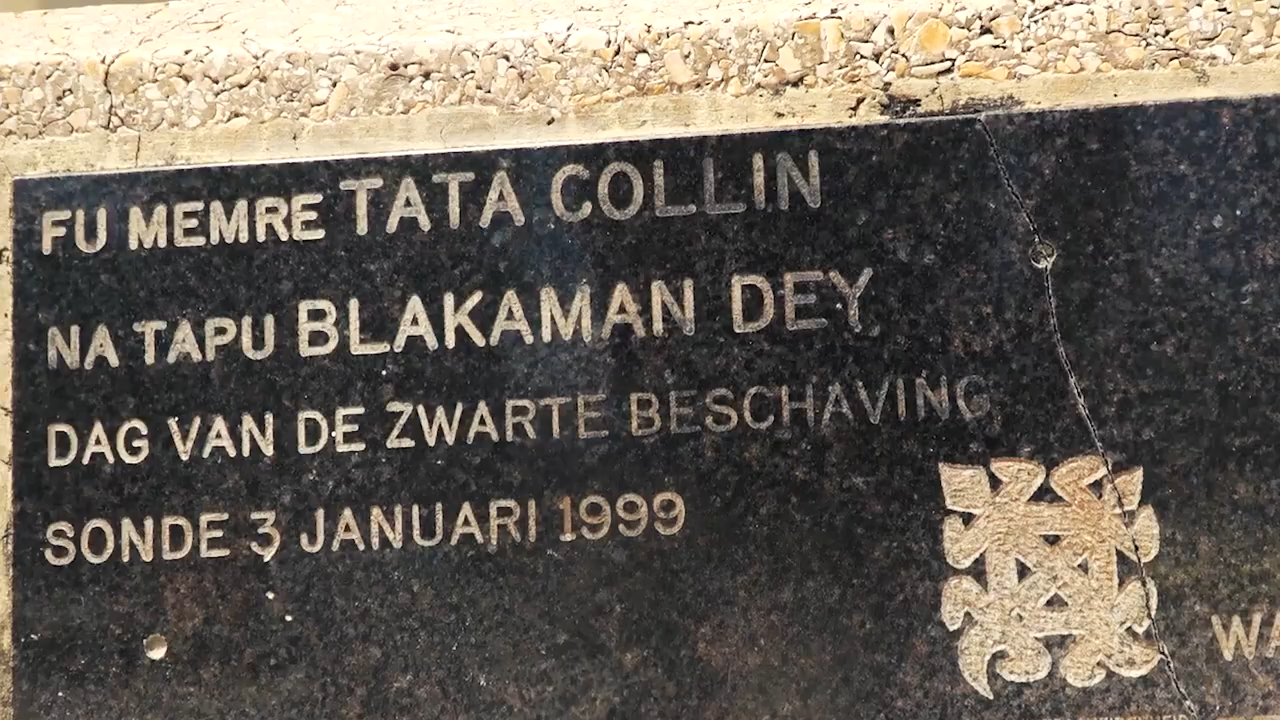 FU MEMRE TATA COLLIN
NA TAPU BLAKAMAN DEY
DAG VAN DE ZWARTE BESCHAVING
SONDE 3 JANUARI 1999